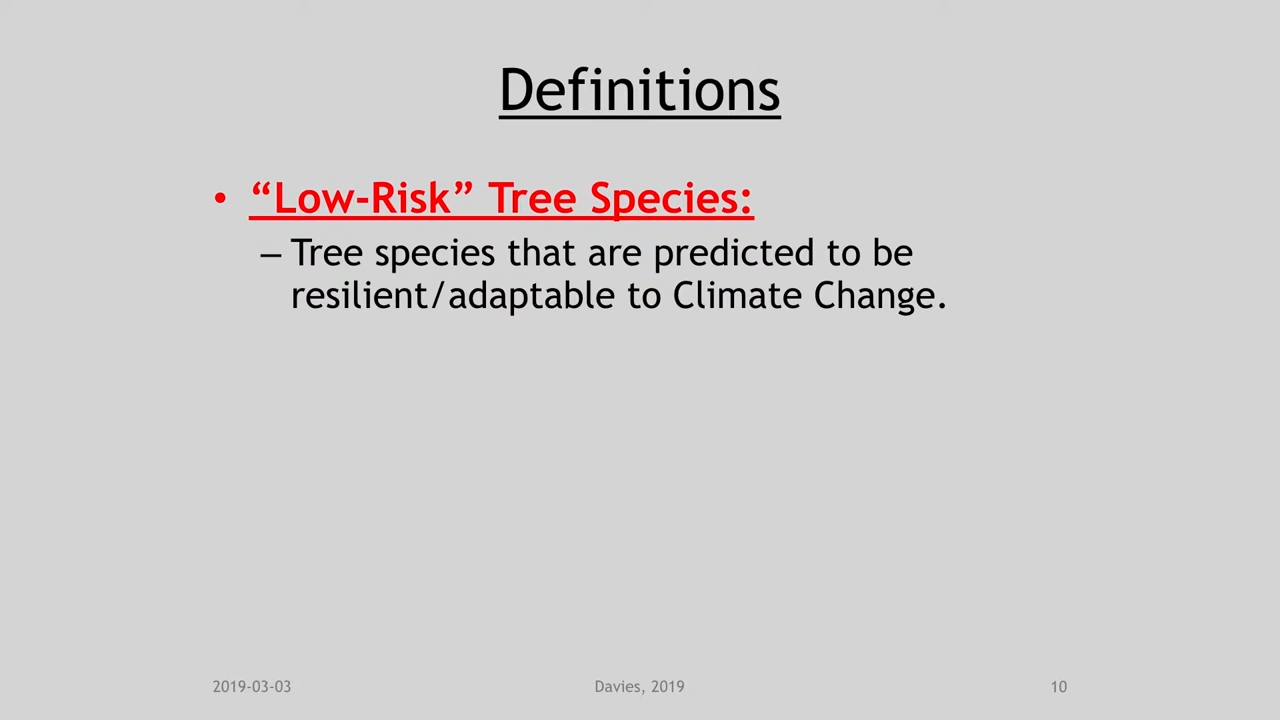 Definitions
• “Low-Risk” Tree Species:
– Tree species that are predicted to be
resilient/adaptable to Climate Change.
2019-03-03
Davies, 2019
10